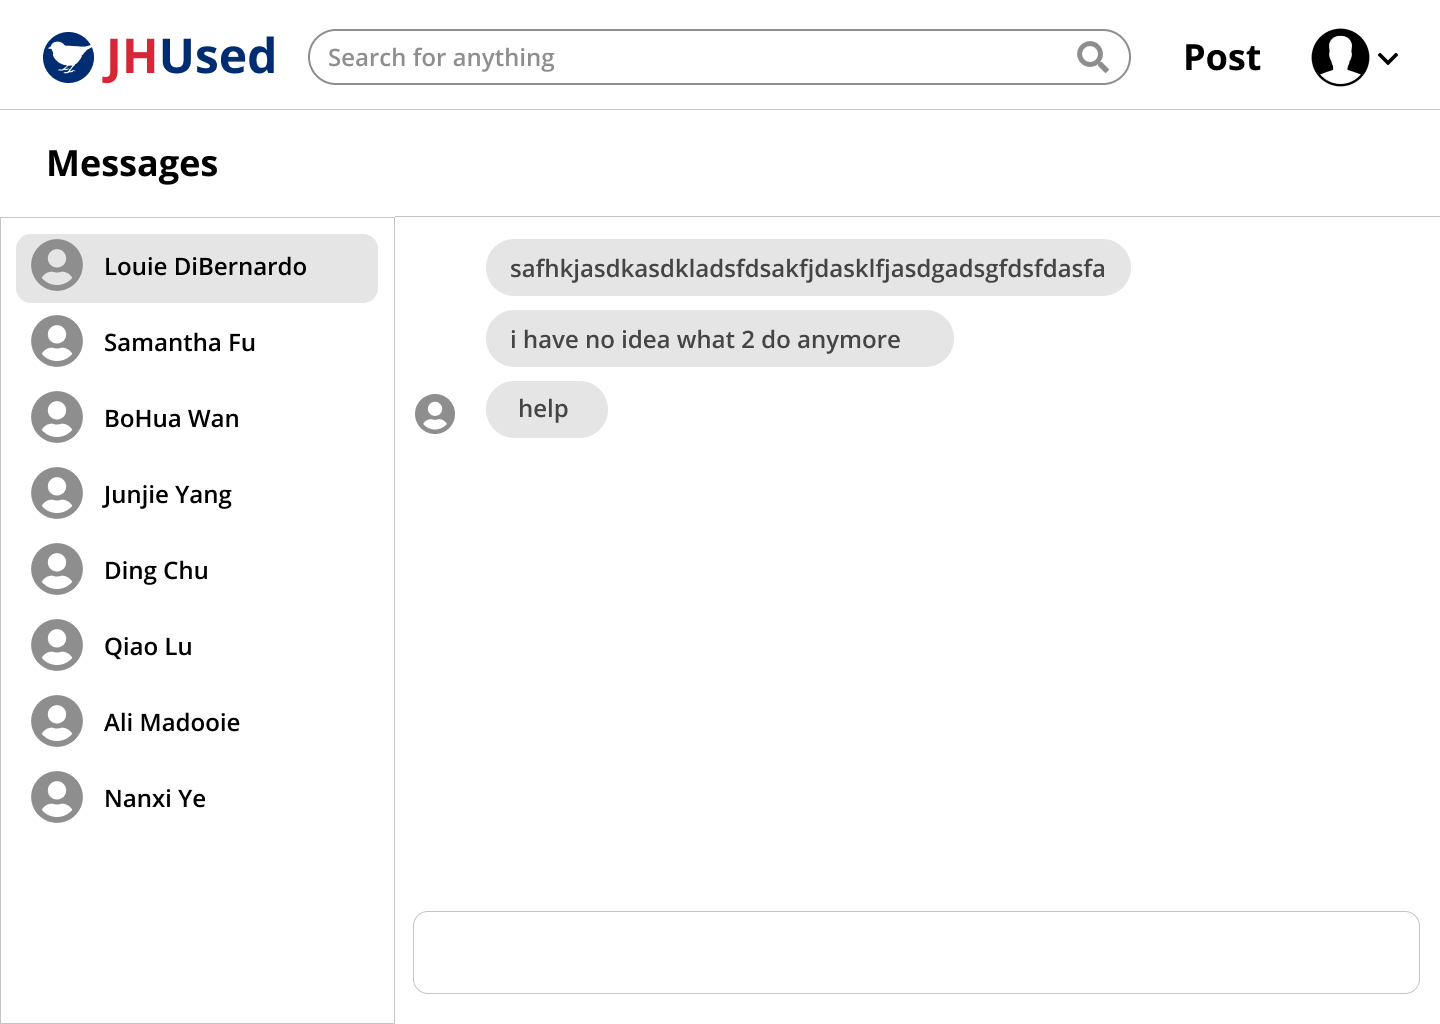 JHUsed
Search for anything
Post
Messages
Louie DiBernardo
Samantha Fu
BoHua Wan
Junjie Yang
Ding Chu
Qiao Lu
Ali Madooie
Nanxi Ye
safhkjasdkasdkladsfdsakfjdasklfjasdgadsgfdsfdasfa
i have no idea what 2 do anymore
help